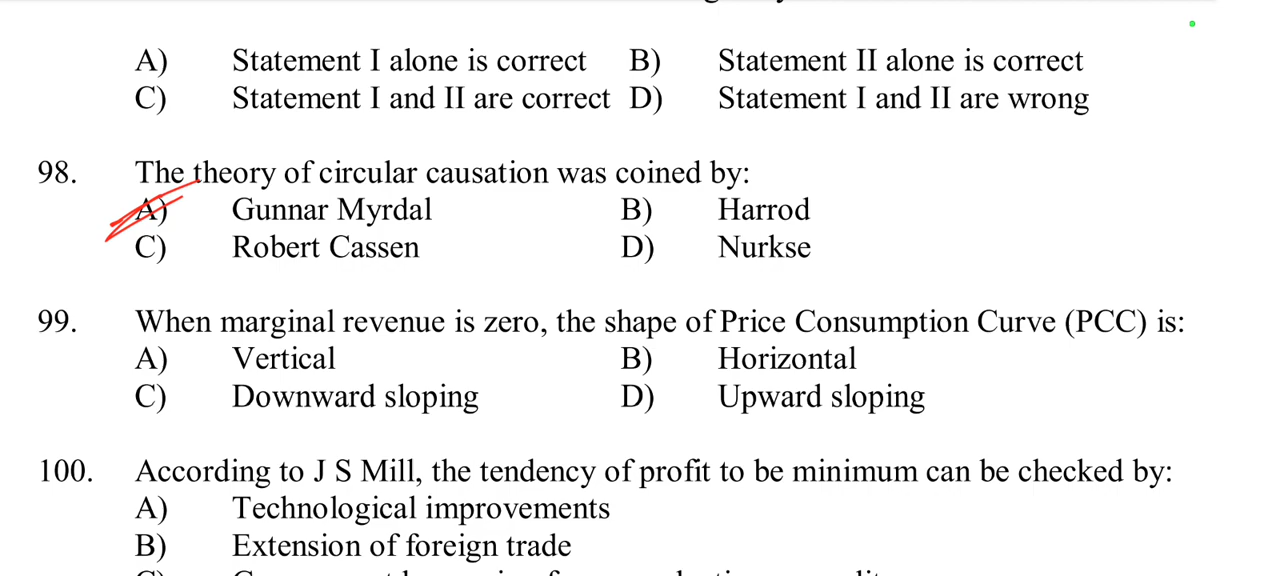 A) Statement I alone is correct B) Statement II alone is correct
C) Statement I and II are correct D) Statement I and II are wrong
98. The theory of circular causation was coined by:
A) Gunnar Myrdal B) Harrod
C) Robert Cassen D) Nurkse
99. When marginal revenue is zero, the shape of Price Consumption Curve (PCC) is:
A) Vertical B) Horizontal
C) Downward sloping D) Upward sloping
100. According to J S Mill, the tendency of profit to be minimum can be checked by:
A) Technological improvements
B) Extension of foreign trade